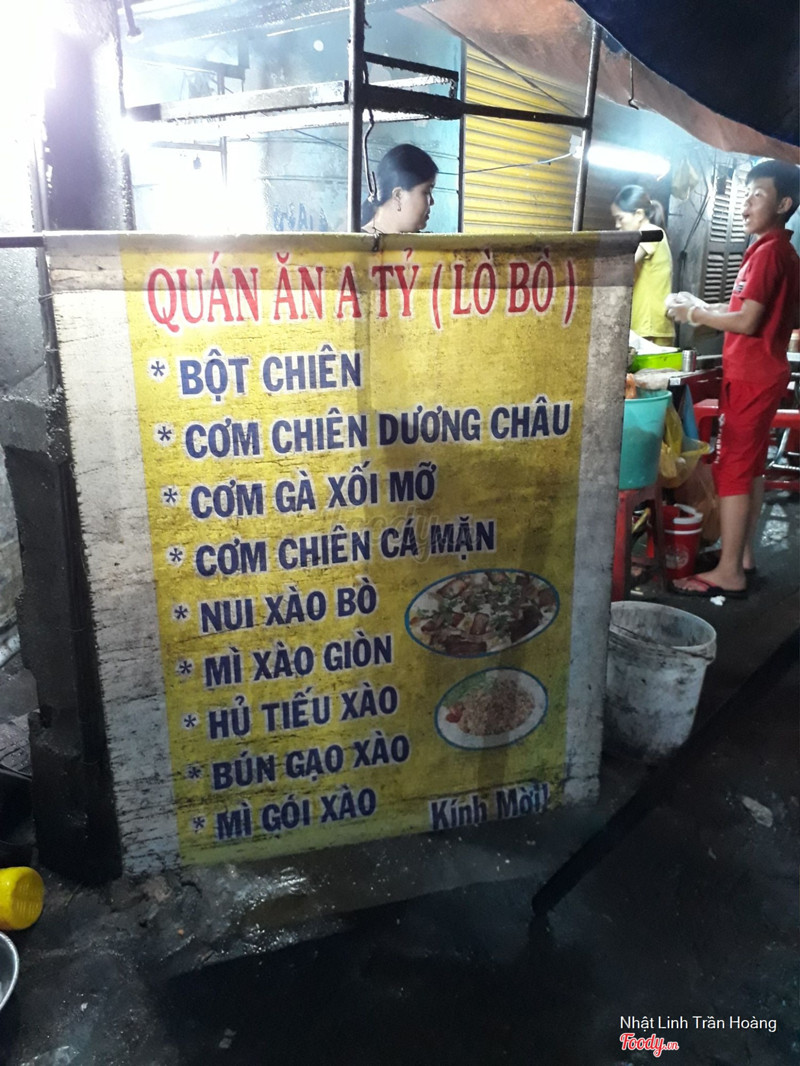 QUÁN ĂN A TỶ ( LÒ BÒ )
* BỘT CHIÊN
* CƠM CHIÊN DƯƠNG CHÂU
* CƠM GÀ XỐI MỠ
* CƠM CHIÊN CÁ MẶN
* NUI XÀO BÒ
* MÌ XÀO GIÒN
* HỦ TIẾU XÀO
* BÚN GẠO XÀO
* MÌ GÓI XÀO
Kính Mời!
Foody.vn
Nhật Linh Trần Hoàng
Foody.vn